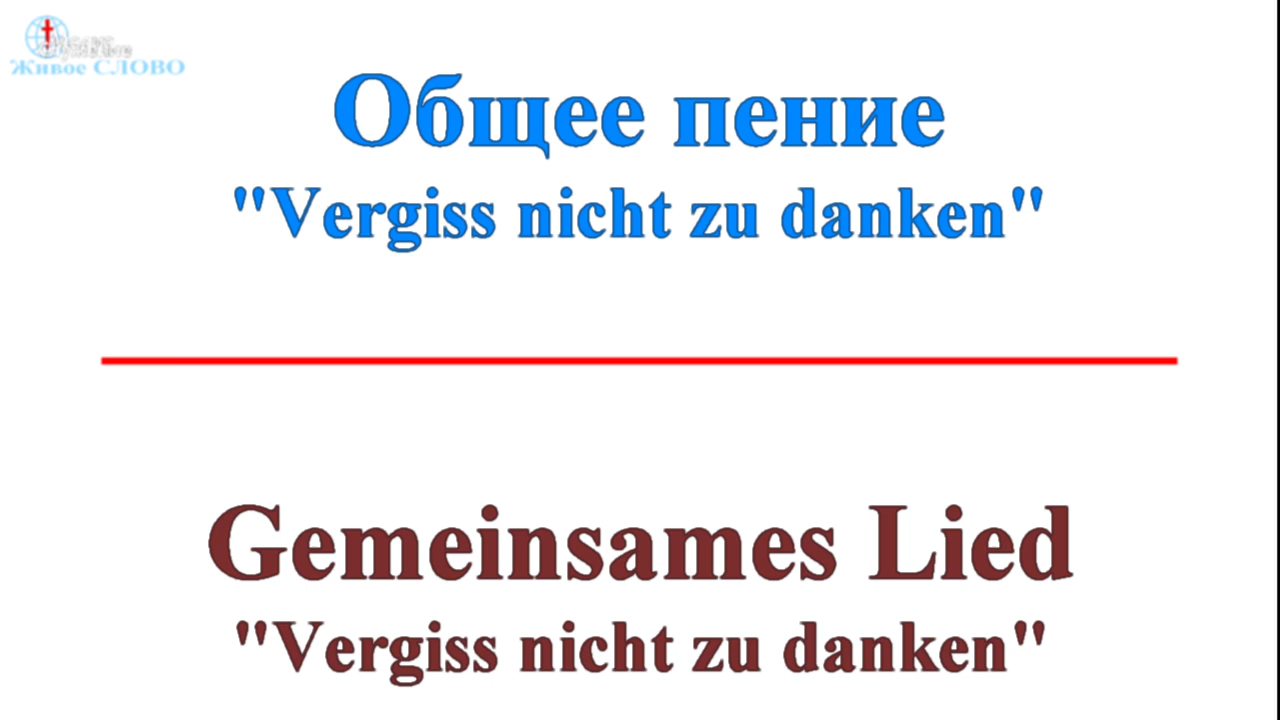 Живое СЛОВО
Общее пение
"Vergiss nicht zu danken"
Gemeinsames Lied
"Vergiss nicht zu danken"